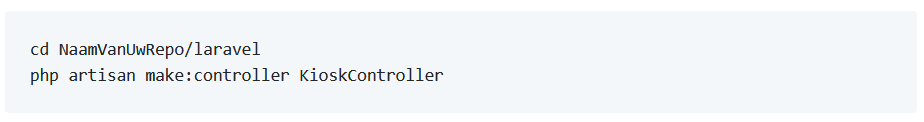 cd NaamVanUwRepo/laravel
php artisan make:controller KioskController